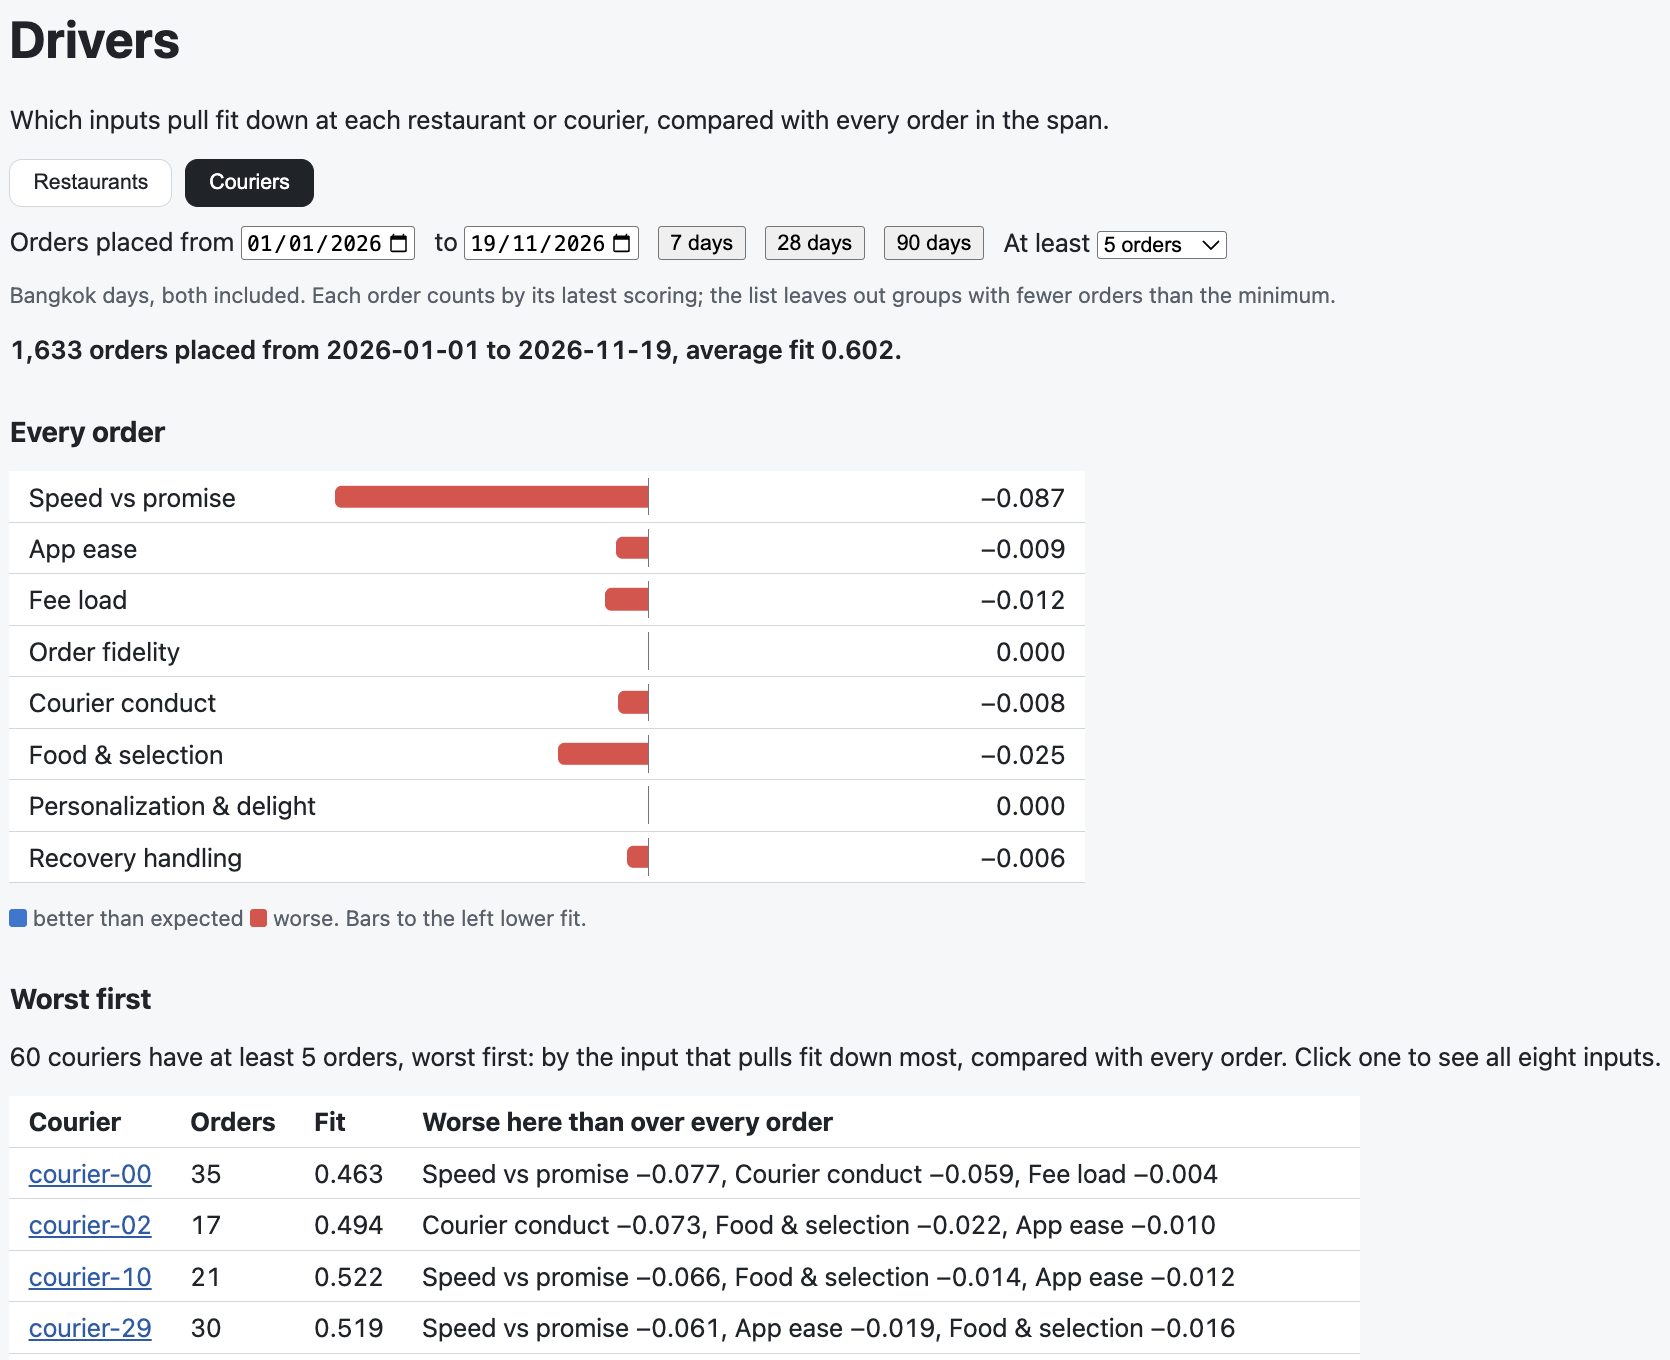 Drivers
Which inputs pull fit down at each restaurant or courier, compared with every order in the span.
Restaurants Couriers
Orders placed from 01/01/2026 to 19/11/2026 7 days 28 days 90 days At least 5 orders
Bangkok days, both included. Each order counts by its latest scoring; the list leaves out groups with fewer orders than the minimum.
1,633 orders placed from 2026-01-01 to 2026-11-19, average fit 0.602.
Every order
Speed vs promise −0.087
App ease −0.009
Fee load −0.012
Order fidelity 0.000
Courier conduct −0.008
Food & selection −0.025
Personalization & delight 0.000
Recovery handling −0.006
better than expected worse. Bars to the left lower fit.
Worst first
60 couriers have at least 5 orders, worst first: by the input that pulls fit down most, compared with every order. Click one to see all eight inputs.
Courier Orders Fit Worse here than over every order
courier-00 35 0.463 Speed vs promise −0.077, Courier conduct −0.059, Fee load −0.004
courier-02 17 0.494 Courier conduct −0.073, Food & selection −0.022, App ease −0.010
courier-10 21 0.522 Speed vs promise −0.066, Food & selection −0.014, App ease −0.012
courier-29 30 0.519 Speed vs promise −0.061, App ease −0.019, Food & selection −0.016